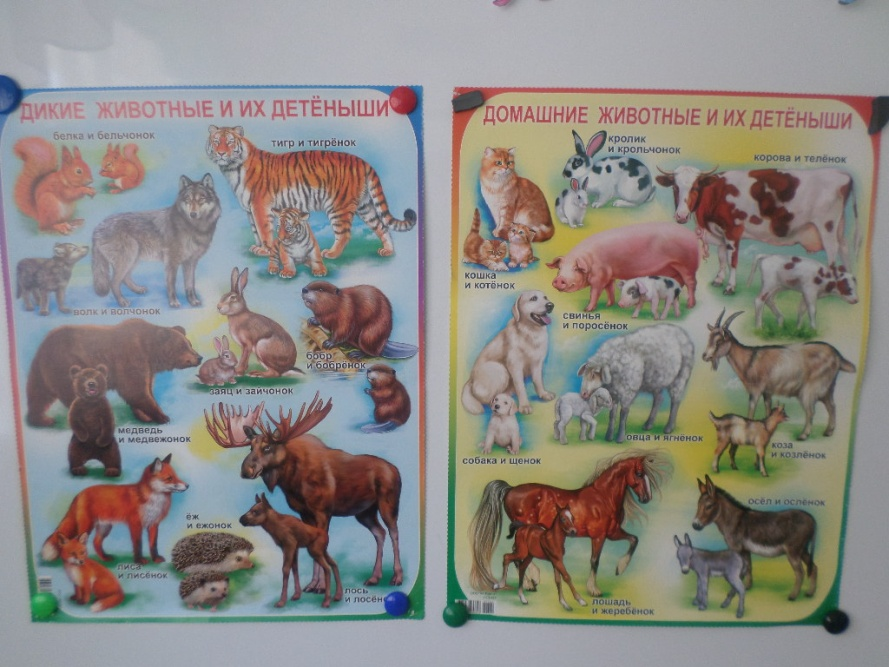 ДИКИЕ ЖИВОТНЫЕ И ИХ ДЕТЁНЫШИ
белка и бельчонок
тигр и тигрёнок
волк и волчонок
бобр
и бобрёнок
заяц и зайчонок
медведь
и медвежонок
ёж
и ежонок
лиса
и лисёнок
лось
и лосён
ДОМАШНИЕ ЖИВОТНЫЕ И ИХ ДЕТЁНЫШИ
кролик
и крольчонок
корова и телёнок
кошка
и котёнок
свинья
и поросёнок
овца и ягнёнок
коза
и козлёнок
собака и щенок
осёл и ослёнок
лошадь
и жеребёнок